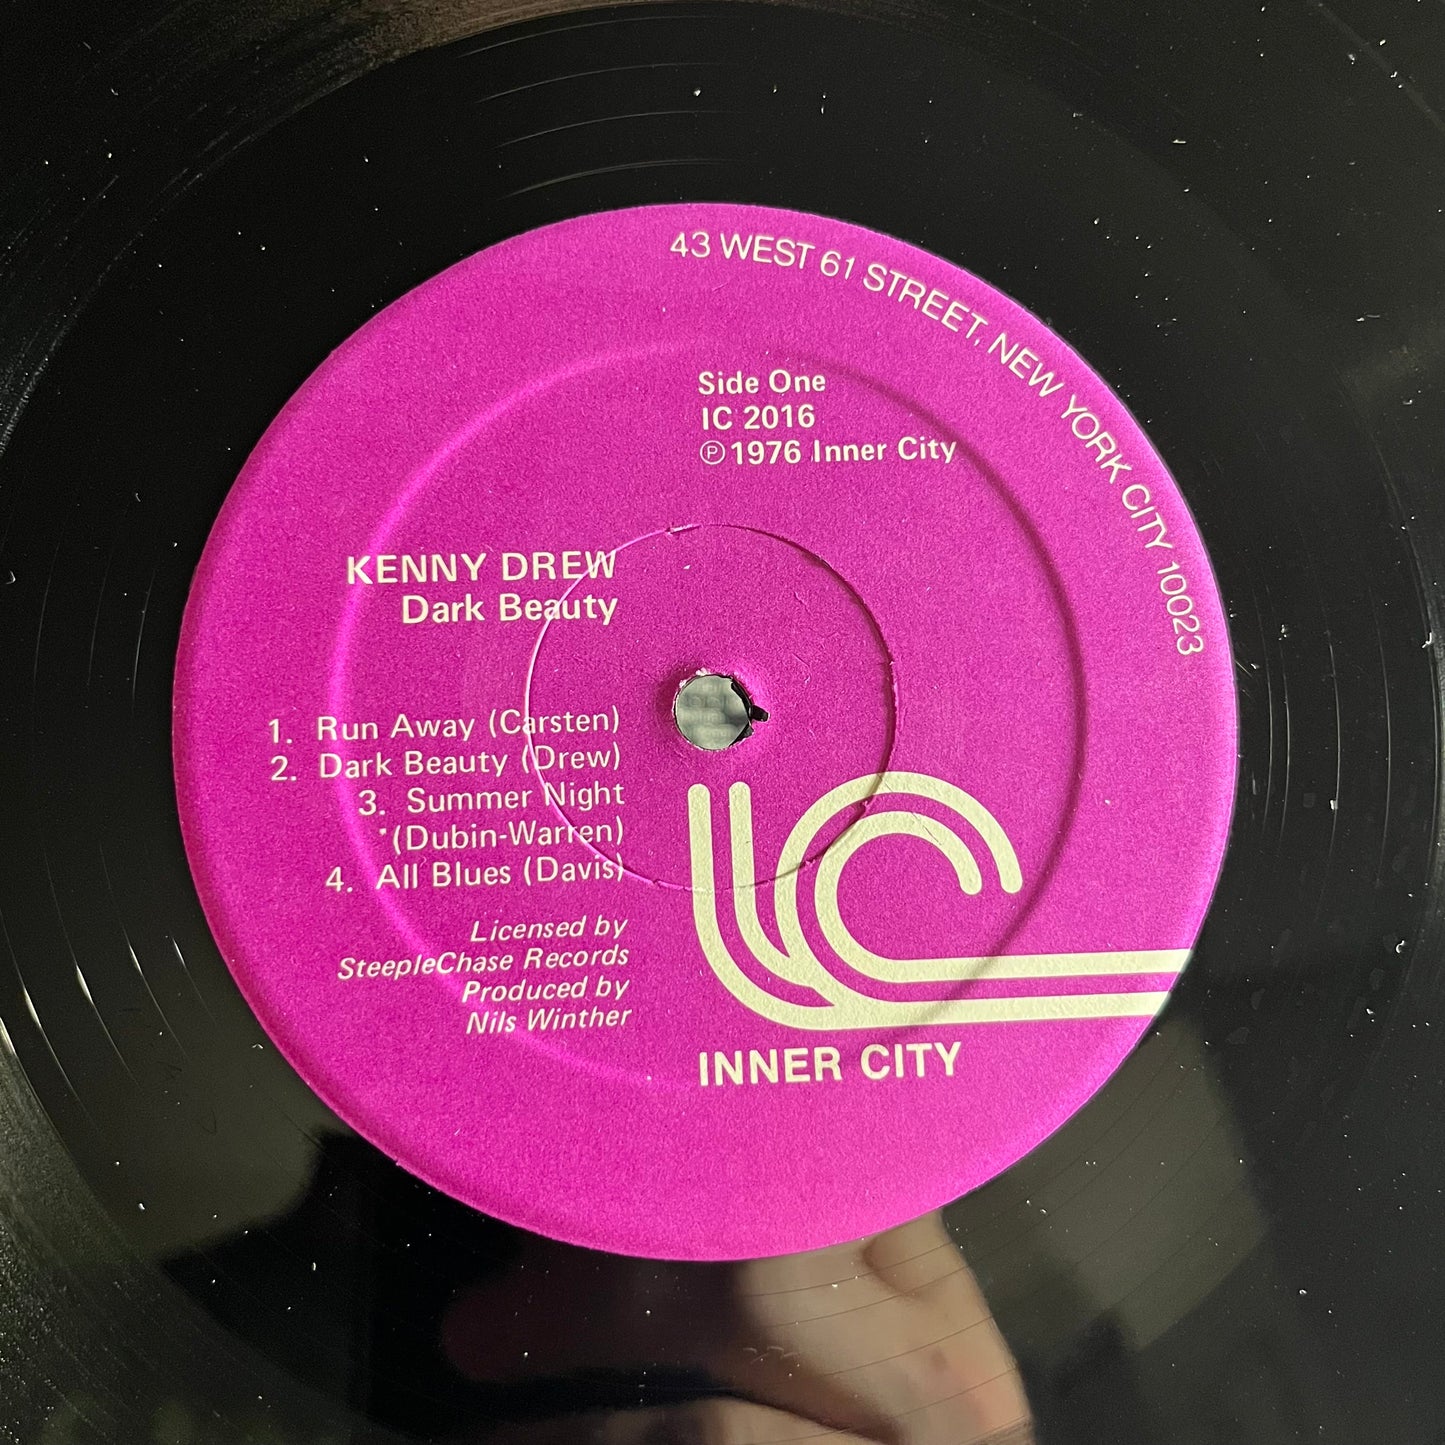 43 WEST 61 STREET, NEW YORK CITY 10023
Side One
IC 2016
Ⓟ 1976 Inner City
KENNY DREW
Dark Beauty
1. Run Away (Carsten)
2. Dark Beauty (Drew)
3. Summer Night
(Dubin-Warren)
4. All Blues (Davis)
Licensed by
SteepleChase Records
Produced by
Nils Winther
IC
INNER CITY